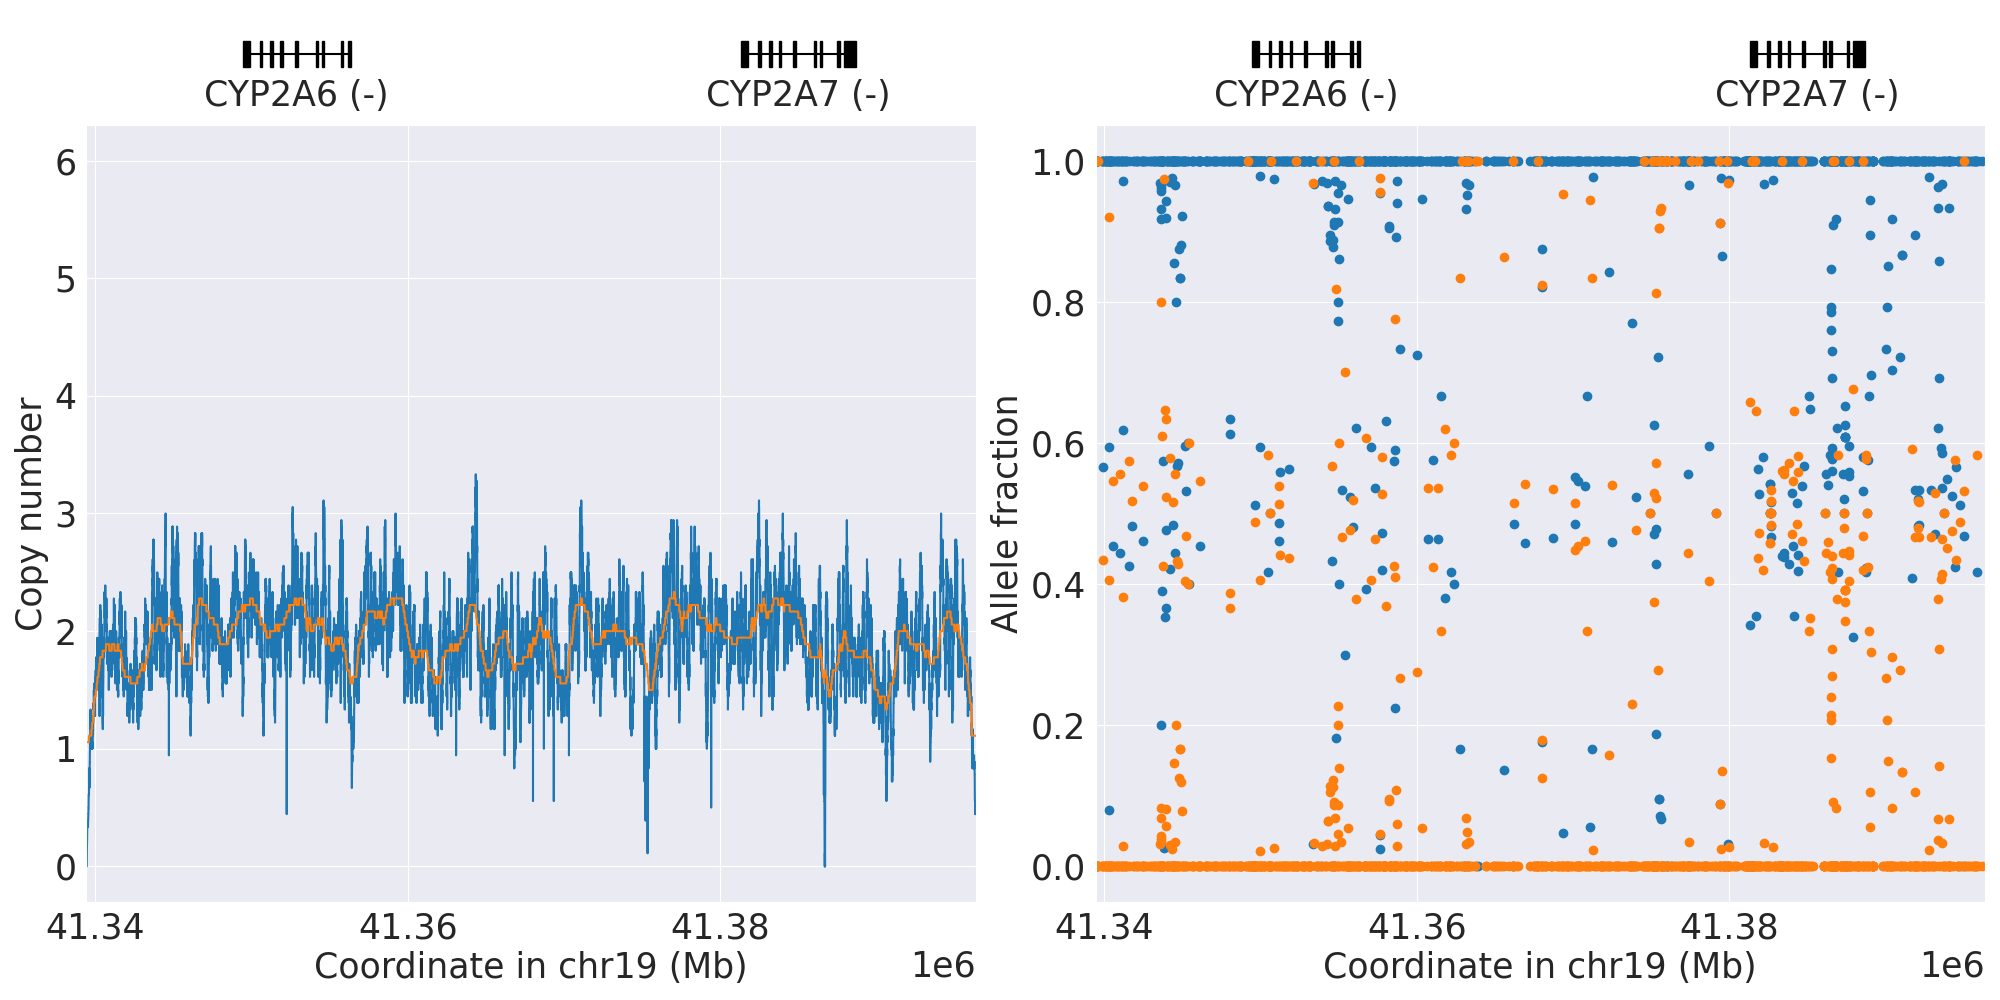 CYP2A6 (-)
CYP2A7 (-)
6
5
4
3
2
1
0
Copy number
41.34
41.36
41.38
Coordinate in chr19 (Mb)
1e6
CYP2A6 (-)
CYP2A7 (-)
1.0
0.8
0.6
0.4
0.2
0.0
Allele fraction
41.34
41.36
41.38
Coordinate in chr19 (Mb)
1e6